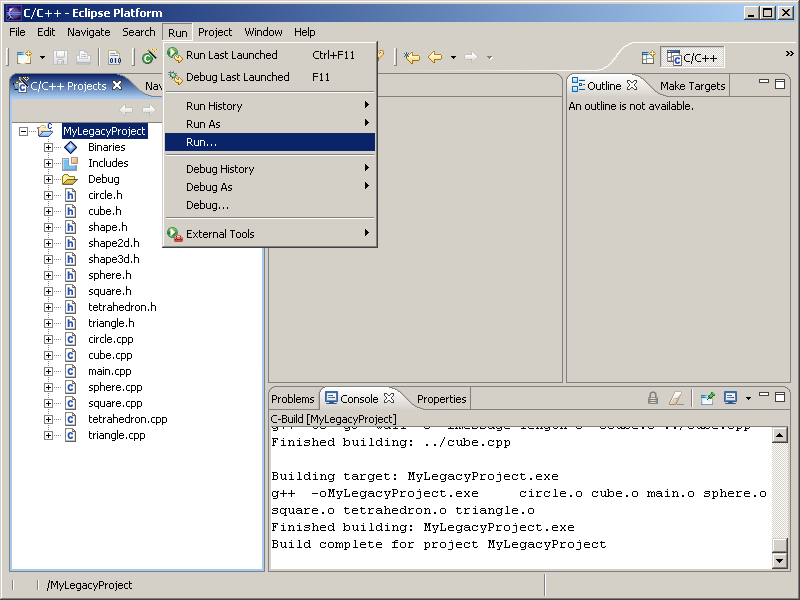 C/C++ - Eclipse Platform
File Edit Navigate Search Run Project Window Help
010
C/C++
»
Run Last Launched Ctrl+F11
Debug Last Launched F11
Run History
Run As
Run...
Debug History
Debug As
Debug...
External Tools
C/C++ Projects
Nav
MyLegacyProject
Binaries
Includes
Debug
circle.h
cube.h
shape.h
shape2d.h
shape3d.h
sphere.h
square.h
tetrahedron.h
triangle.h
circle.cpp
cube.cpp
main.cpp
sphere.cpp
square.cpp
tetrahedron.cpp
triangle.cpp
Outline
Make Targets
An outline is not available.
Problems Console Properties
C-Build [MyLegacyProject]
Finished building: ../cube.cpp
Building target: MyLegacyProject.exe
g++ -oMyLegacyProject.exe circle.o cube.o main.o sphere.o
square.o tetrahedron.o triangle.o
Finished building: MyLegacyProject.exe
Build complete for project MyLegacyProject
/MyLegacyProject